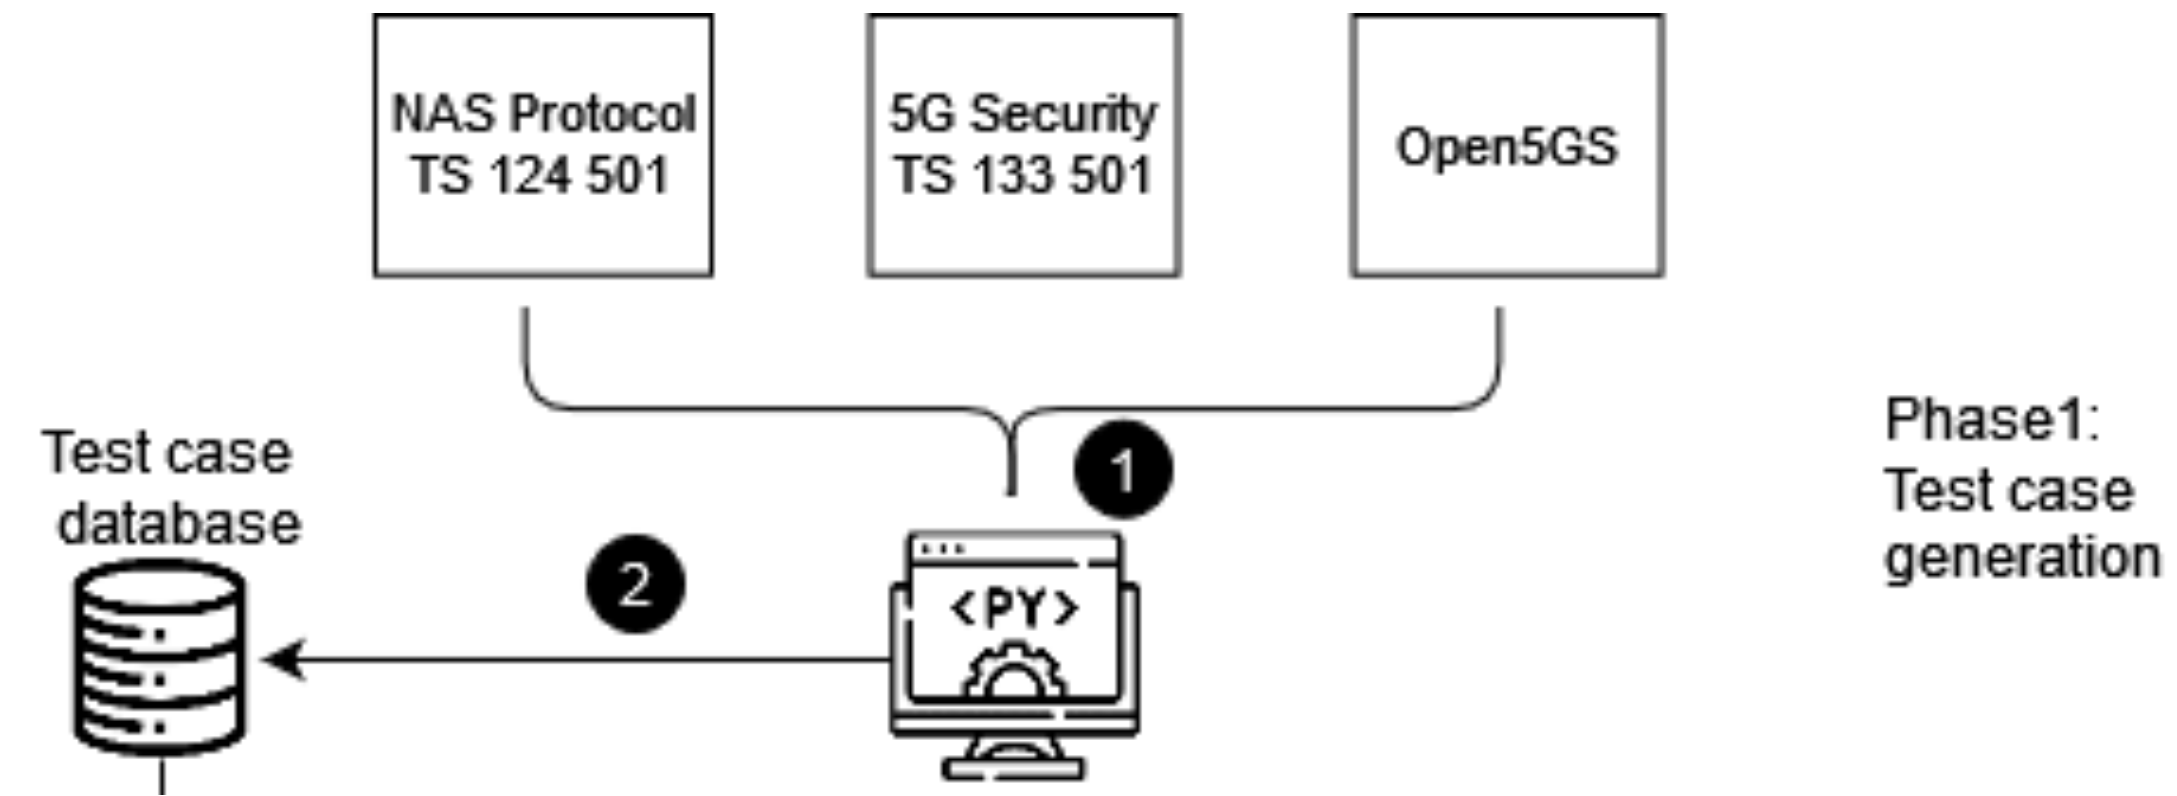 NAS Protocol
TS 124 501
5G Security
TS 133 501
Open5GS
Phase1:
Test case
generation
1
Test case
database
2
<PY>